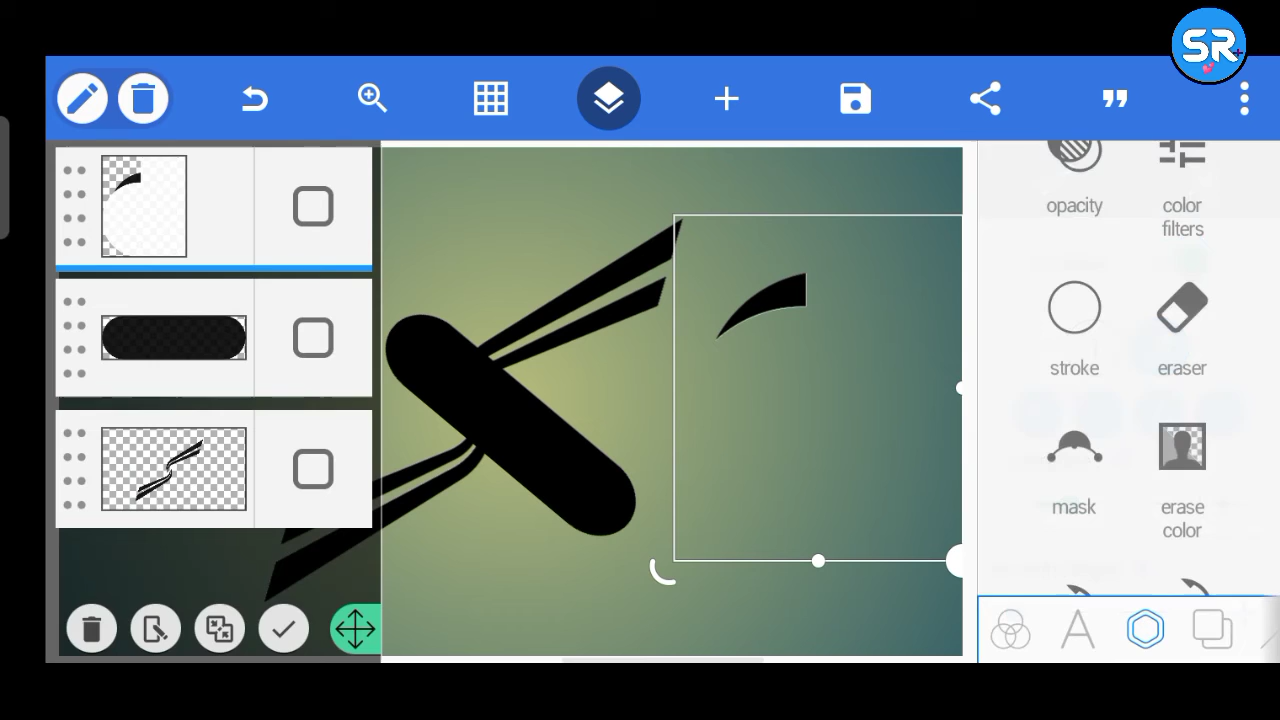 SR+
opacity
color
filters
stroke
eraser
mask
erase
color